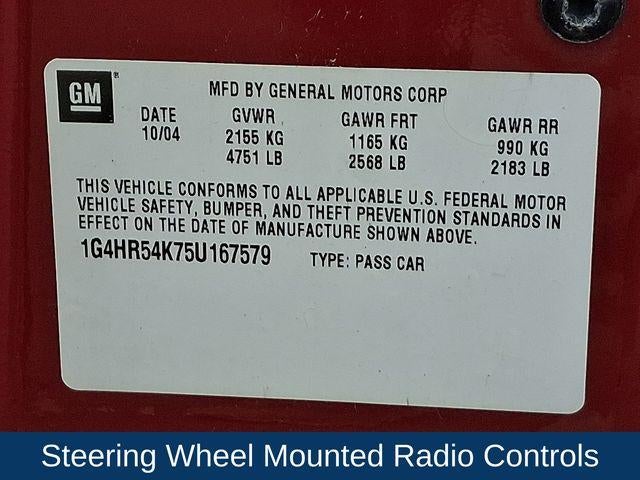 GM
MFD BY GENERAL MOTORS CORP
DATE GVWR GAWR FRT GAWR RR
10/04 2155 KG 1165 KG 990 KG
4751 LB 2568 LB 2183 LB
THIS VEHICLE CONFORMS TO ALL APPLICABLE U.S. FEDERAL MOTOR
VEHICLE SAFETY, BUMPER, AND THEFT PREVENTION STANDARDS IN
EFFECT ON THE DATE OF MANUFACTURE SHOWN ABOVE.
1G4HR54K75U167579 TYPE: PASS CAR
Steering Wheel Mounted Radio Controls